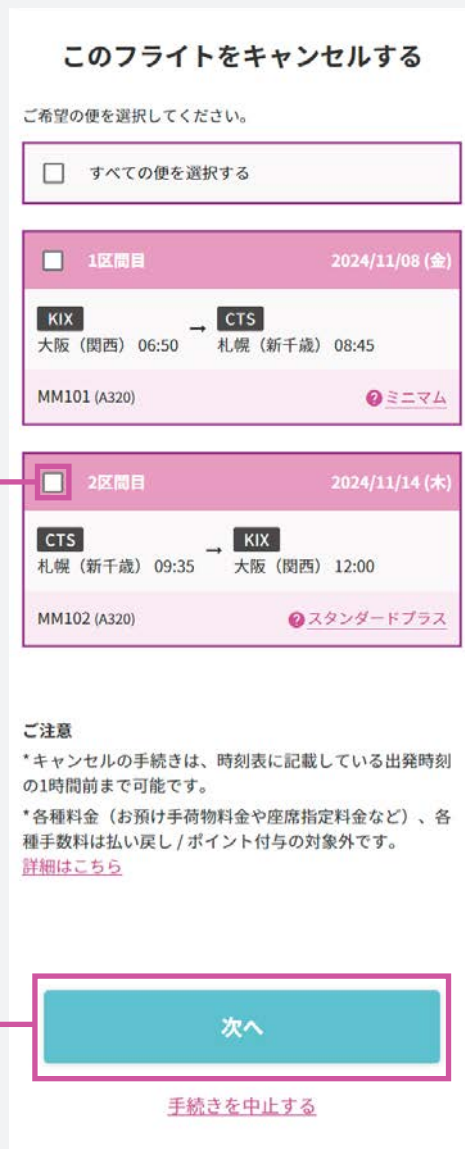 このフライトをキャンセルする
ご希望の便を選択してください。
すべての便を選択する
1区間目 2024/11/08 (金)
KIX → CTS
大阪（関西） 06:50 札幌（新千歳） 08:45
MM101 (A320) ?ミニマム
2区間目 2024/11/14 (木)
CTS → KIX
札幌（新千歳） 09:35 大阪（関西） 12:00
MM102 (A320) ?スタンダードプラス
ご注意
*キャンセルの手続きは、時刻表に記載している出発時刻
の1時間前まで可能です。
*各種料金（お預け手荷物料金や座席指定料金など）、各
種手数料は払い戻し / ポイント付与の対象外です。
詳細はこちら
次へ
手続きを中止する